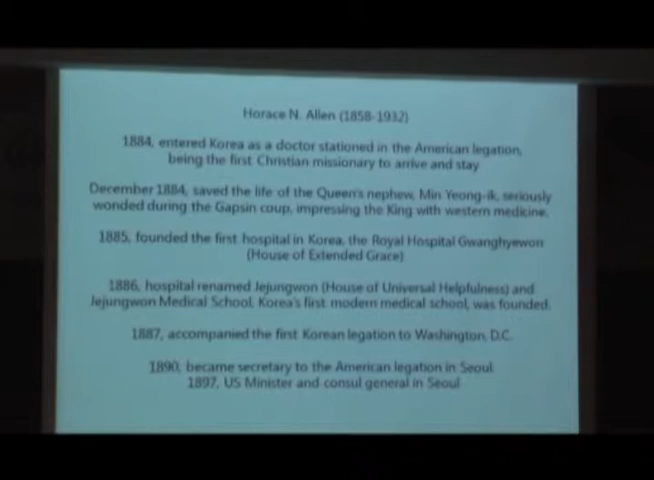 Horace N. Allen (1858-1932)
1884, entered Korea as a doctor stationed in the American legation,
being the first Christian missionary to arrive and stay
December 1884, saved the life of the Queen's nephew, Min Yeong-ik, seriously
wonded during the Gapsin coup, impressing the King with western medicine.
1885, founded the first hospital in Korea, the Royal Hospital Gwanghyewon
(House of Extended Grace)
1886, hospital renamed Jejungwon (House of Universal Helpfulness) and
Jejungwon Medical School, Korea's first modern medical school, was founded.
1887, accompanied the first Korean legation to Washington, D.C.
1890, became secretary to the American legation in Seoul
1897, US Minister and consul general in Seoul